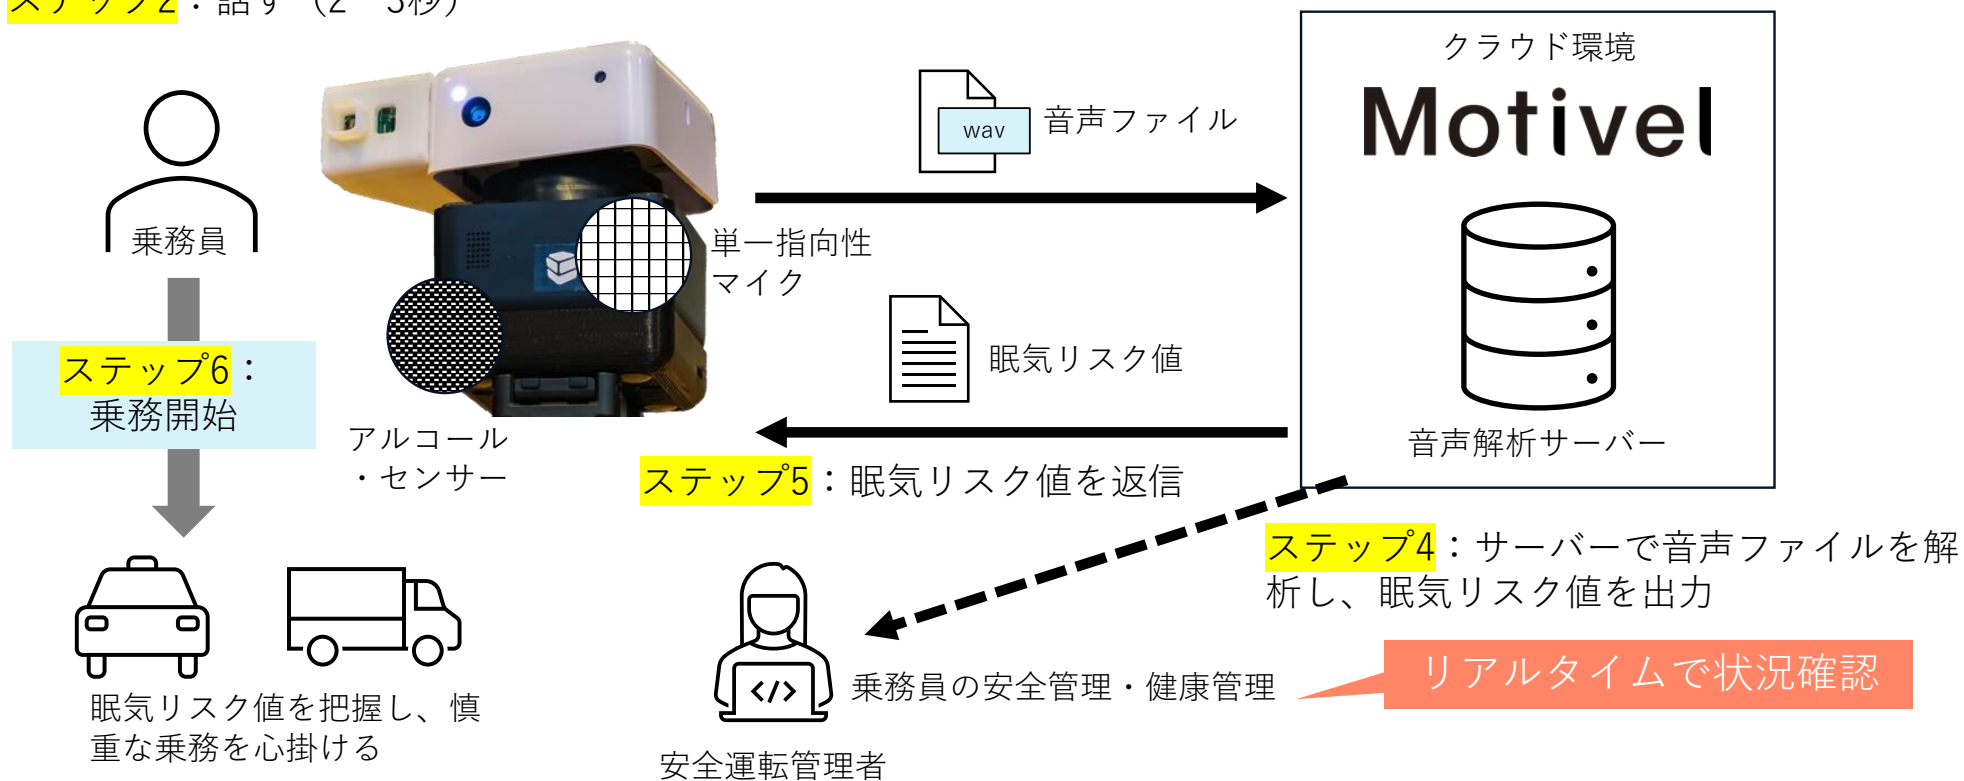 ステップ2：話す（2～3秒）
クラウド環境
Motivel
wav
音声ファイル
乗務員
単一指向性
マイク
眠気リスク値
ステップ6：
乗務開始
アルコール
・センサー
音声解析サーバー
ステップ5：眠気リスク値を返信
ステップ4：サーバーで音声ファイルを解
析し、眠気リスク値を出力
リアルタイムで状況確認
</>
乗務員の安全管理・健康管理
眠気リスク値を把握し、慎
重な乗務を心掛ける
安全運転管理者